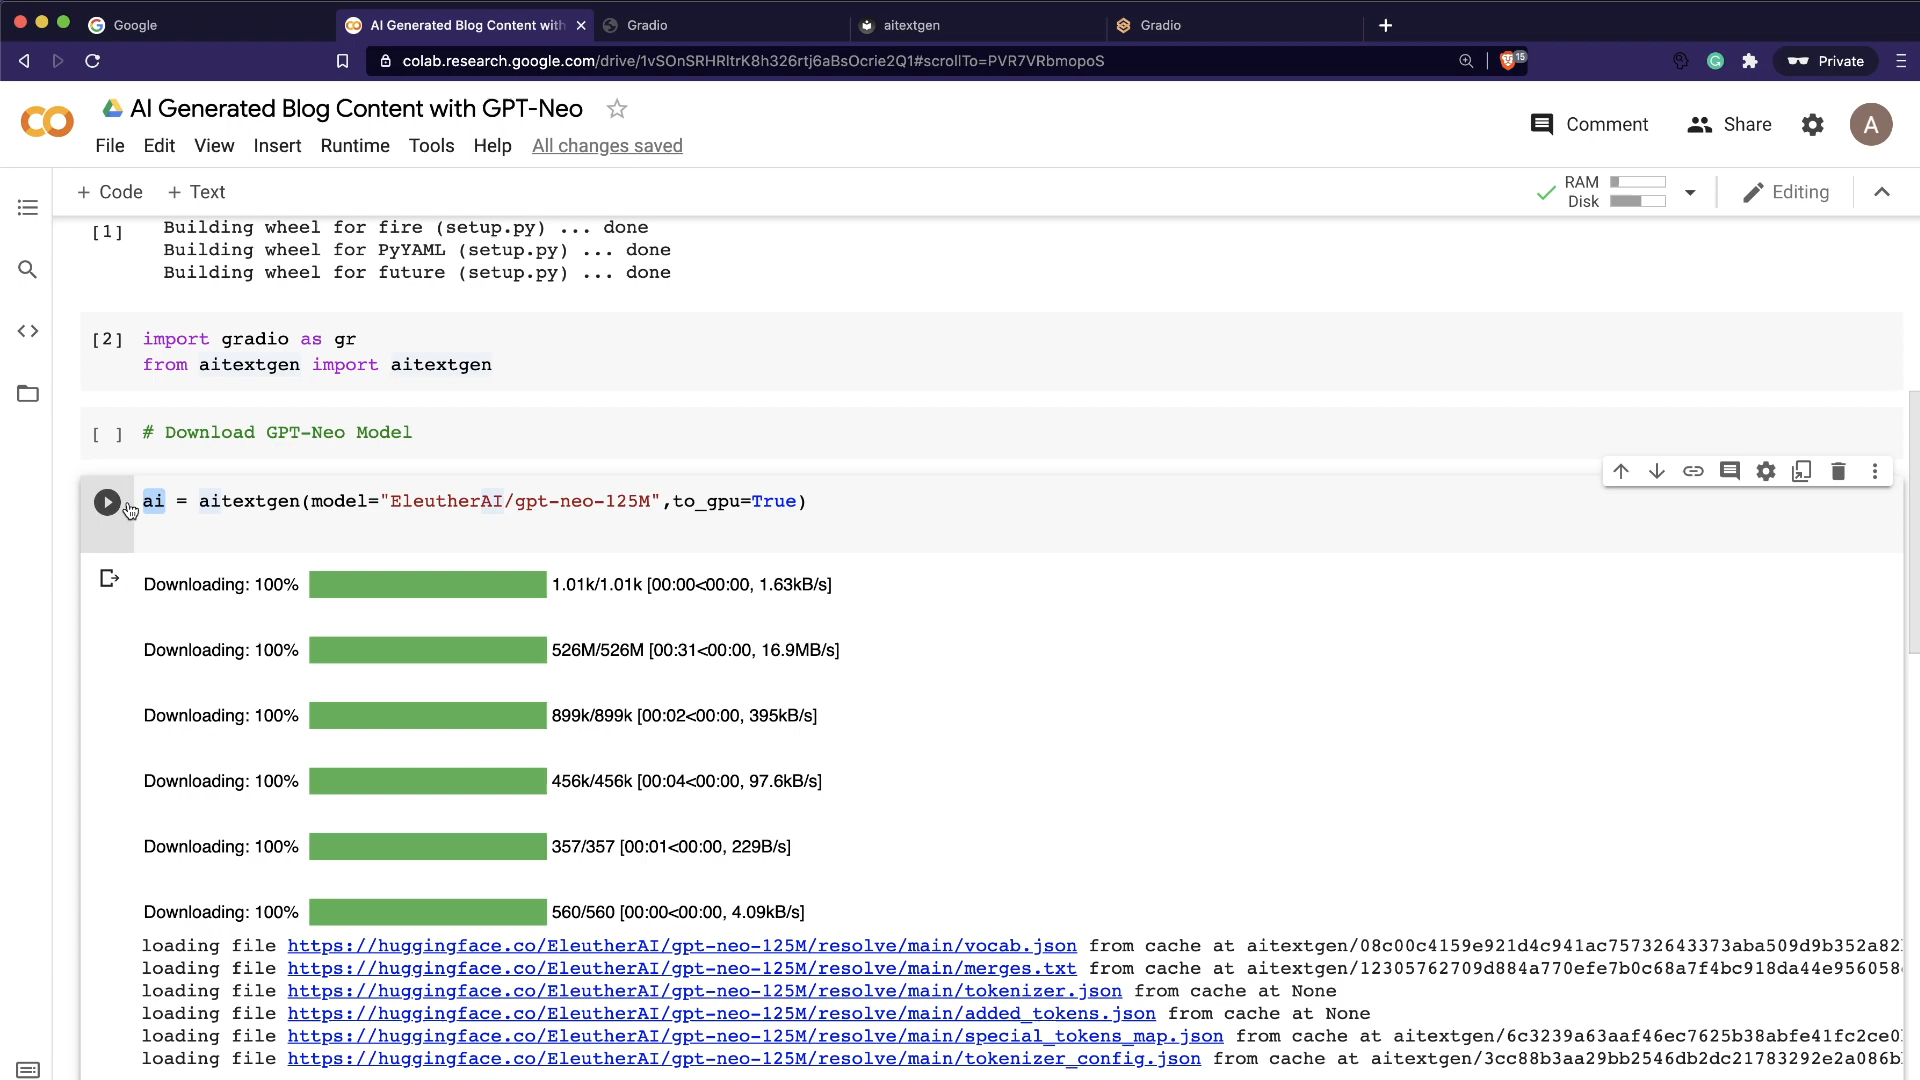 Google
AI Generated Blog Content with
Gradio
aitextgen
Gradio
colab.research.google.com/drive/1vSOnSRHRltrK8h326rtj6aBsOcrie2Q1#scrollTo=PVR7VRbmopoS
15
Private
AI Generated Blog Content with GPT-Neo
Comment
Share
A
File Edit View Insert Runtime Tools Help All changes saved
+ Code + Text
RAM
Disk
Editing
[1] Building wheel for fire (setup.py) ... done
Building wheel for PyYAML (setup.py) ... done
Building wheel for future (setup.py) ... done
[2] import gradio as gr
from aitextgen import aitextgen
[ ] # Download GPT-Neo Model
ai = aitextgen(model="EleutherAI/gpt-neo-125M",to_gpu=True)
Downloading: 100% 1.01k/1.01k [00:00<00:00, 1.63kB/s]
Downloading: 100% 526M/526M [00:31<00:00, 16.9MB/s]
Downloading: 100% 899k/899k [00:02<00:00, 395kB/s]
Downloading: 100% 456k/456k [00:04<00:00, 97.6kB/s]
Downloading: 100% 357/357 [00:01<00:00, 229B/s]
Downloading: 100% 560/560 [00:00<00:00, 4.09kB/s]
loading file https://huggingface.co/EleutherAI/gpt-neo-125M/resolve/main/vocab.json from cache at aitextgen/08c00c4159e921d4c941ac75732643373aba509d9b352a82
loading file https://huggingface.co/EleutherAI/gpt-neo-125M/resolve/main/merges.txt from cache at aitextgen/12305762709d884a770efe7b0c68a7f4bc918da44e956058
loading file https://huggingface.co/EleutherAI/gpt-neo-125M/resolve/main/tokenizer.json from cache at None
loading file https://huggingface.co/EleutherAI/gpt-neo-125M/resolve/main/added_tokens.json from cache at None
loading file https://huggingface.co/EleutherAI/gpt-neo-125M/resolve/main/special_tokens_map.json from cache at aitextgen/6c3239a63aaf46ec7625b38abfe41fc2ce0
loading file https://huggingface.co/EleutherAI/gpt-neo-125M/resolve/main/tokenizer_config.json from cache at aitextgen/3cc88b3aa29bb2546db2dc21783292e2a086b